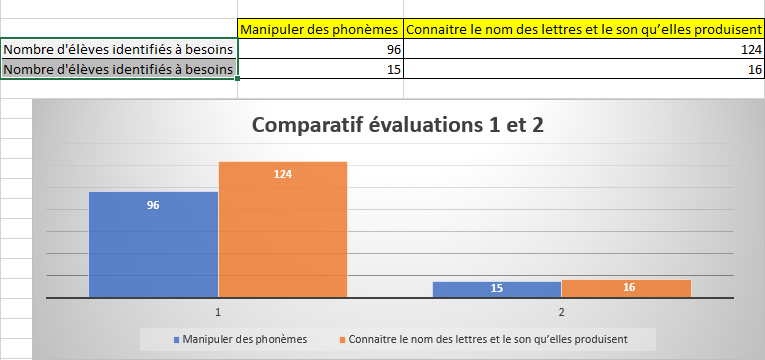 Manipuler des phonèmes Connaitre le nom des lettres et le son qu'elles produisent
Nombre d'élèves identifiés à besoins 96 124
Nombre d'élèves identifiés à besoins 15 16
Comparatif évaluations 1 et 2
124
96
15 16
1 2
Manipuler des phonèmes Connaitre le nom des lettres et le son qu'elles produisent